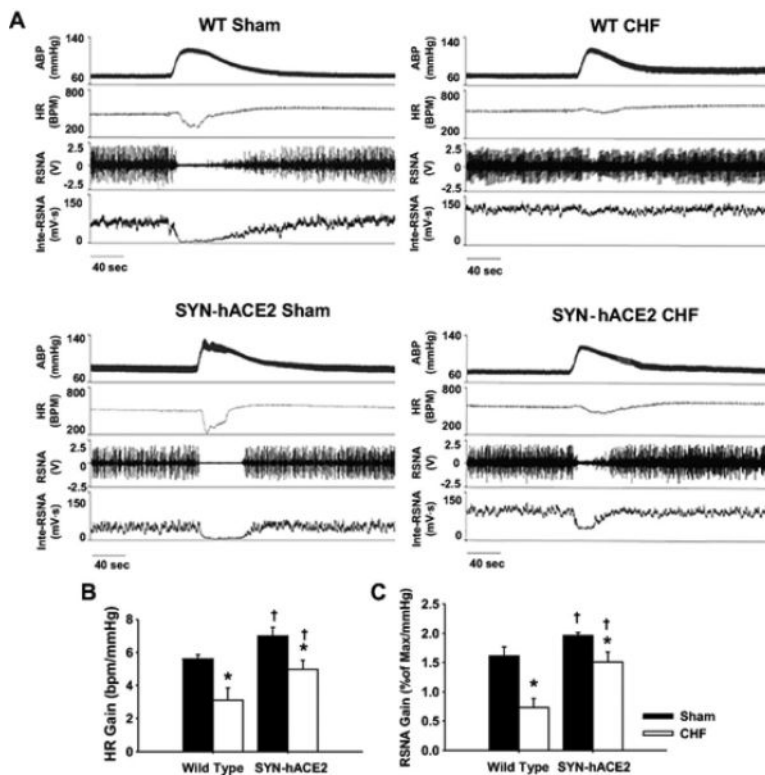 A
WT Sham
WT CHF
ABP
(mmHg)
140
60
HR
(BPM)
800
200
RSNA
(V)
2.5
0
-2.5
Inte-RSNA
(mV-s)
150
0
40 sec
ABP
(mmHg)
140
60
HR
(BPM)
800
200
RSNA
(V)
2.5
0
-2.5
Inte-RSNA
(mV-s)
150
0
40 sec
SYN-hACE2 Sham
SYN-hACE2 CHF
ABP
(mmHg)
140
60
HR
(BPM)
800
200
RSNA
(V)
2.5
0
-2.5
Inte-RSNA
(mV-s)
150
0
40 sec
ABP
(mmHg)
140
60
HR
(BPM)
800
200
RSNA
(V)
2.5
0
-2.5
Inte-RSNA
(mV-s)
150
0
40 sec
B
HR Gain (bpm/mmHg)
8
6
4
2
0
*
†
†
*
Wild Type SYN-hACE2
C
RSNA Gain (%of Max/mmHg)
2.5
2.0
1.5
1.0
0.5
0.0
*
†
†
*
Wild Type SYN-hACE2
Sham
CHF